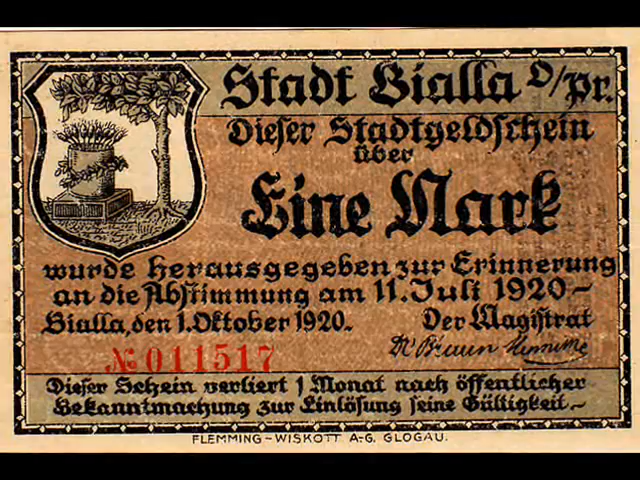 Stadt Bialla O/Pr.
Dieser Stadtgeldschein
über
Eine Mark
wurde herausgegeben zur Erinnerung
an die Abstimmung am 11. Juli 1920 –
Bialla, den 1. Oktober 1920. Der Magistrat
№ 011517
Dieser Schein verliert 1 Monat nach öffentlicher
Bekanntmachung zur Einlösung seine Gültigkeit. –
FLEMMING – WISKOTT A-G. GLOGAU.